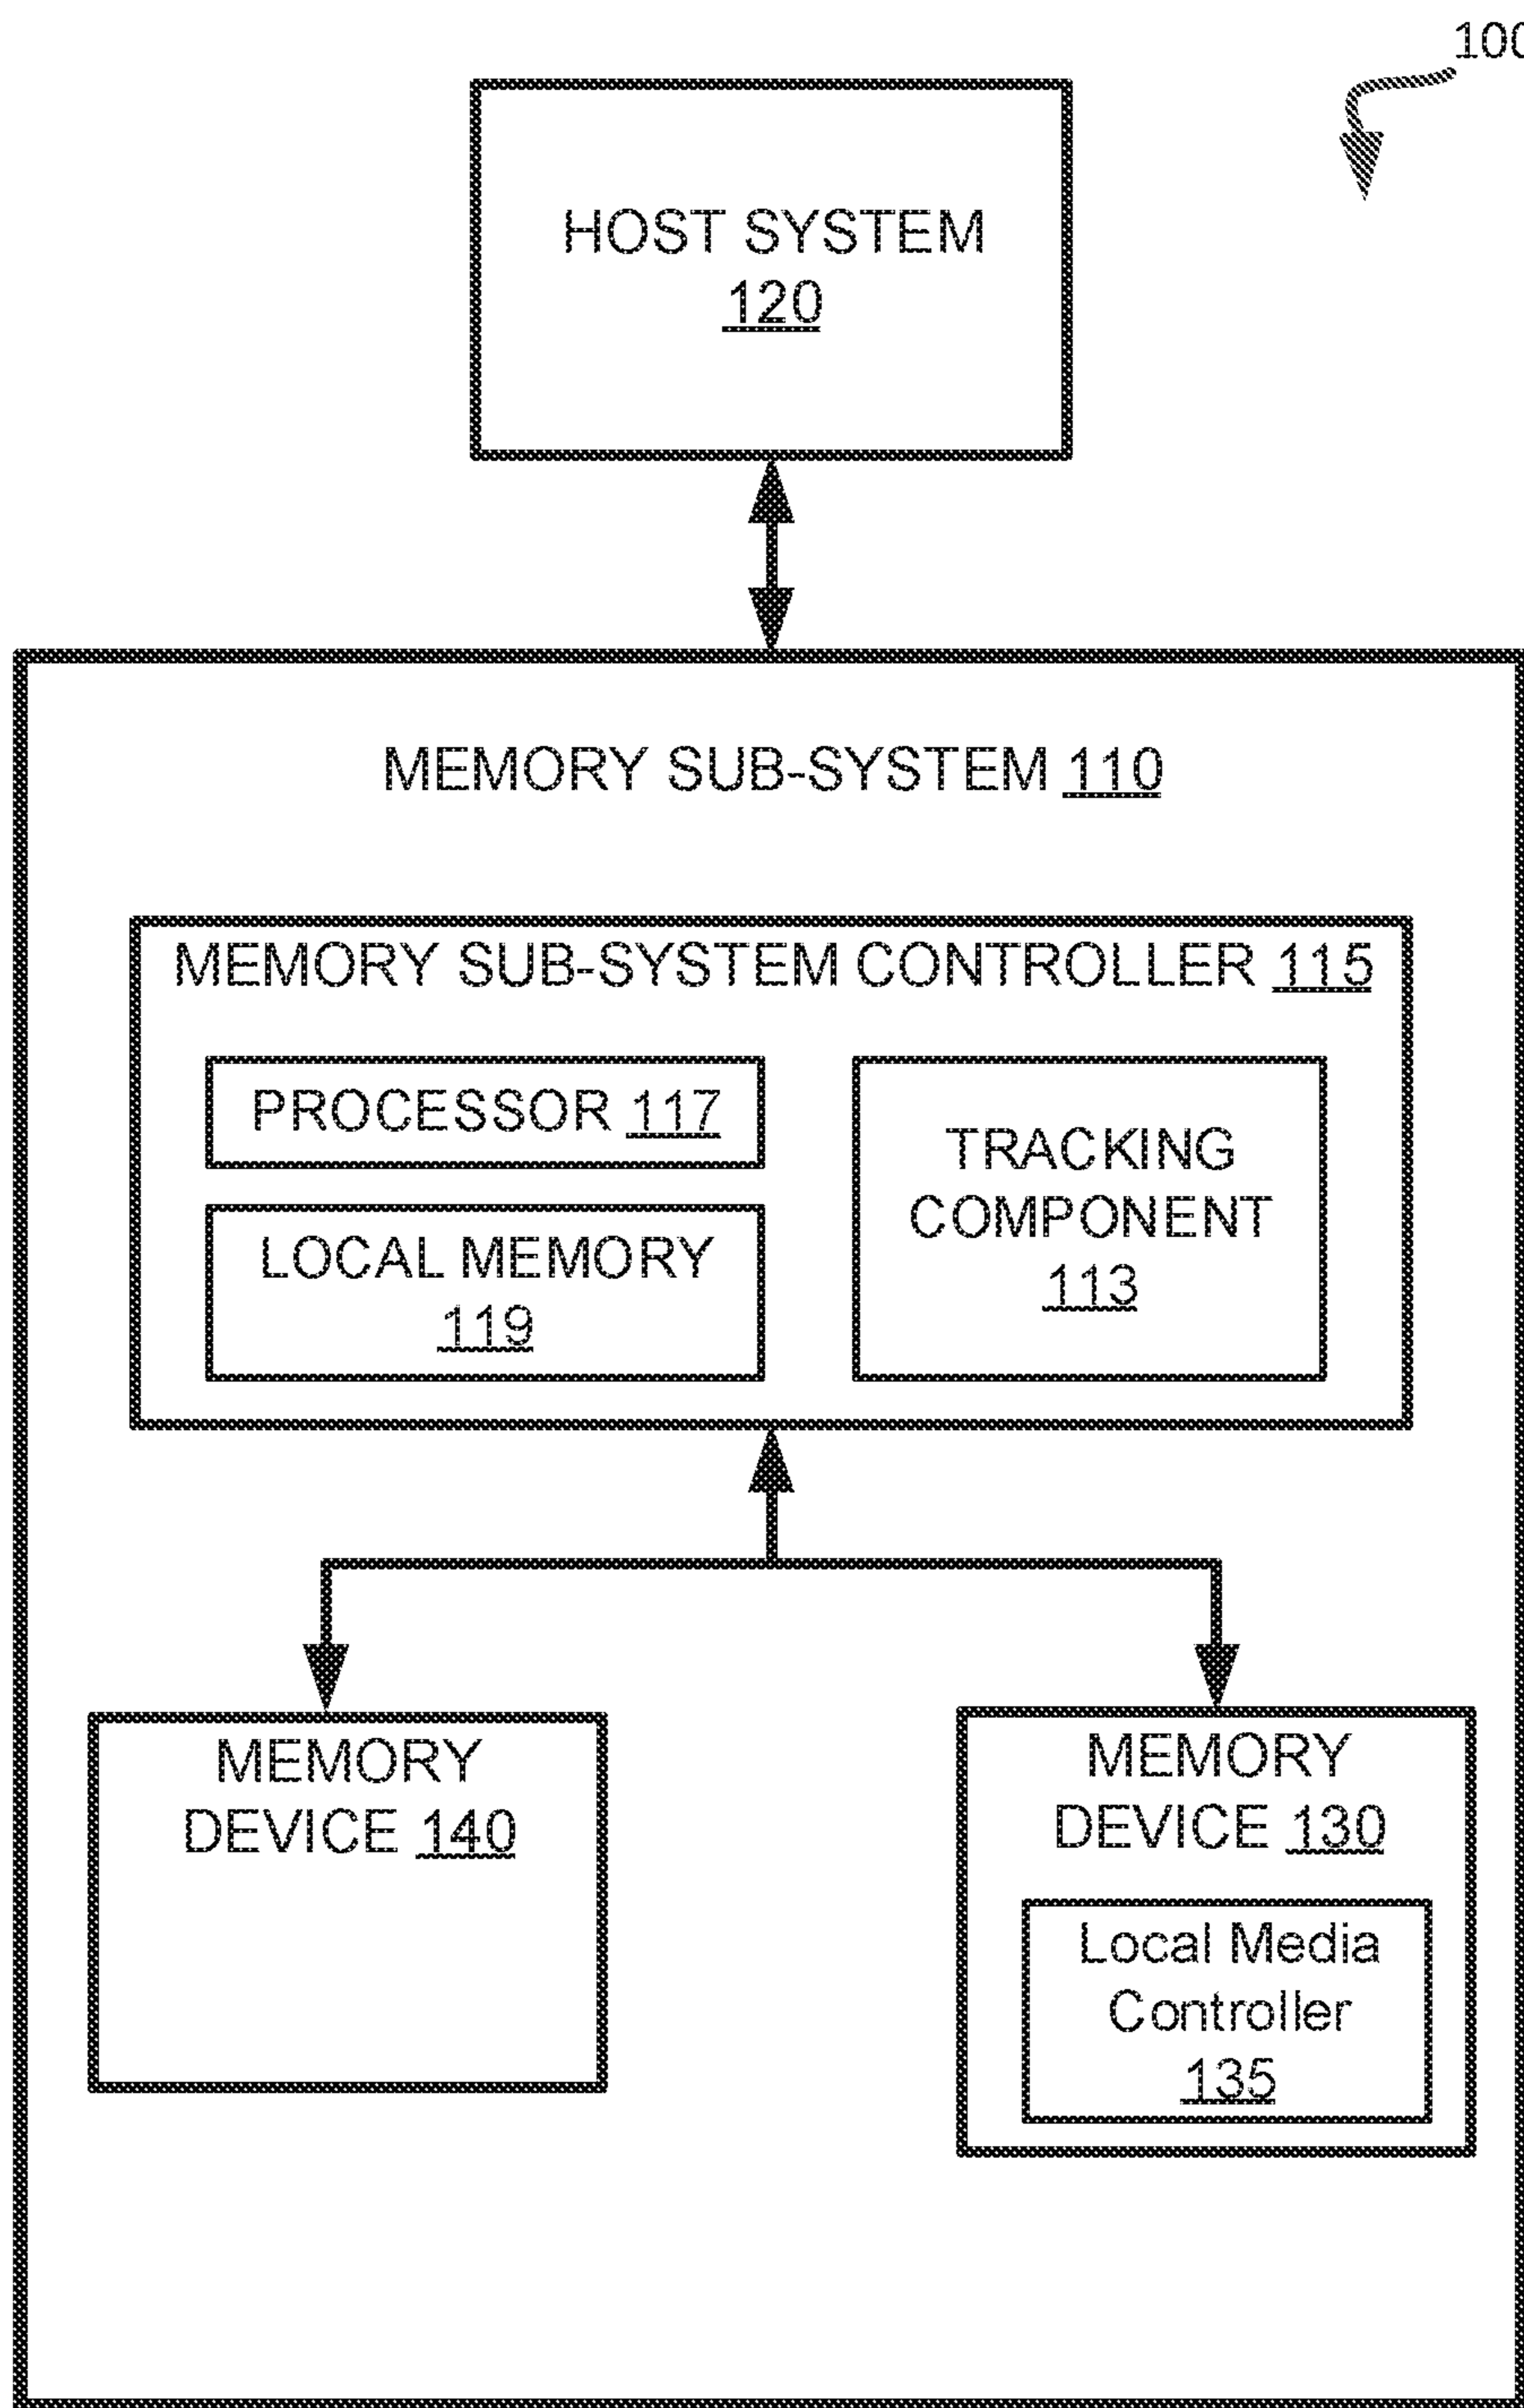 100
HOST SYSTEM
120
MEMORY SUB-SYSTEM 110
MEMORY SUB-SYSTEM CONTROLLER 115
PROCESSOR 117
LOCAL MEMORY
119
TRACKING
COMPONENT
113
MEMORY
DEVICE 140
MEMORY
DEVICE 130
Local Media
Controller
135